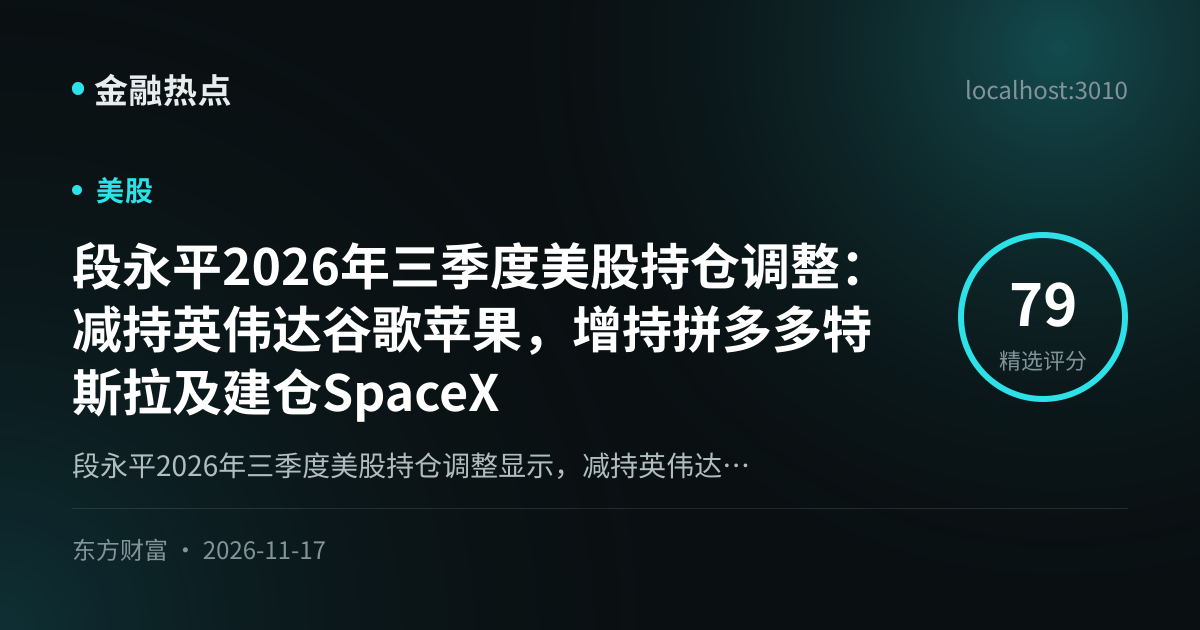 金融热点
localhost:3010
美股
段永平2026年三季度美股持仓调整：
减持英伟达谷歌苹果，增持拼多多特
斯拉及建仓SpaceX
79
精选评分
段永平2026年三季度美股持仓调整显示，减持英伟达…
东方财富 · 2026-11-17